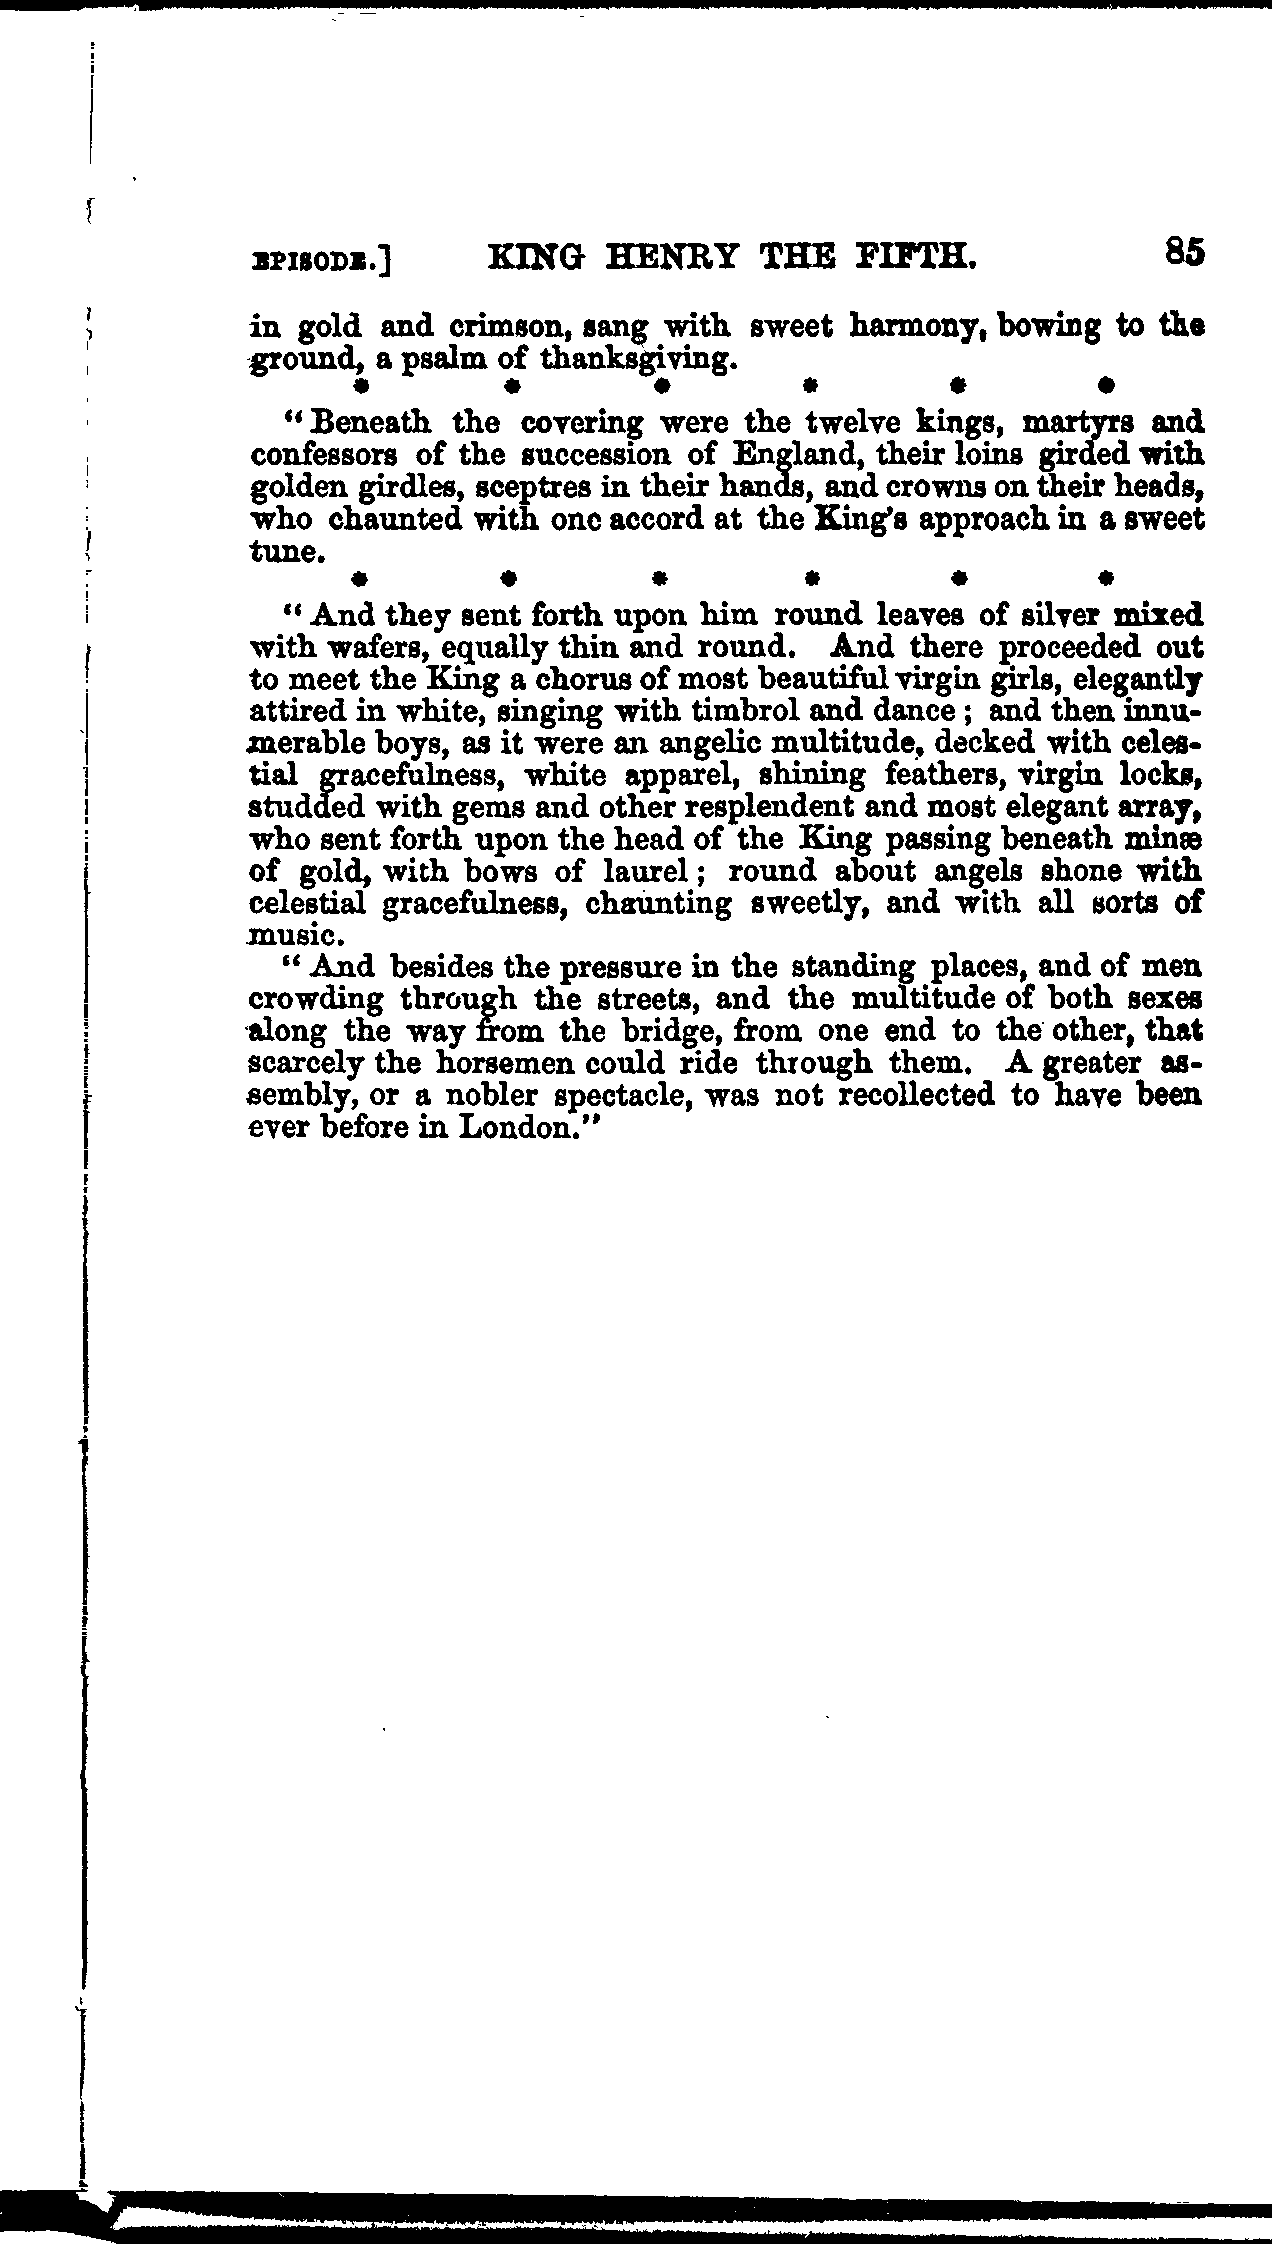 EPISODE.] KING HENRY THE FIFTH. 85
in gold and crimson, sang with sweet harmony, bowing to the
ground, a psalm of thanksgiving.
* * * * * *
“Beneath the covering were the twelve kings, martyrs and
confessors of the succession of England, their loins girded with
golden girdles, sceptres in their hands, and crowns on their heads,
who chaunted with one accord at the King's approach in a sweet
tune.
* * * * * *
“And they sent forth upon him round leaves of silver mixed
with wafers, equally thin and round. And there proceeded out
to meet the King a chorus of most beautiful virgin girls, elegantly
attired in white, singing with timbrol and dance; and then innu-
merable boys, as it were an angelic multitude, decked with celes-
tial gracefulness, white apparel, shining feathers, virgin locks,
studded with gems and other resplendent and most elegant array,
who sent forth upon the head of the King passing beneath minæ
of gold, with bows of laurel; round about angels shone with
celestial gracefulness, chaunting sweetly, and with all sorts of
music.
“And besides the pressure in the standing places, and of men
crowding through the streets, and the multitude of both sexes
along the way from the bridge, from one end to the other, that
scarcely the horsemen could ride through them. A greater as-
sembly, or a nobler spectacle, was not recollected to have been
ever before in London.”